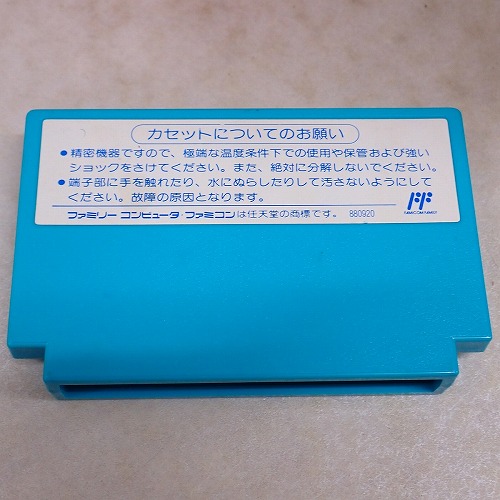 カセットについてのお願い
●精密機器ですので、極端な温度条件下での使用や保管および強い
ショックをさけてください。また、絶対に分解しないでください。
●端子部に手を触れたり、水にぬらしたりして汚さないようにして
ください。故障の原因となります。
ファミリー コンピュータ・ファミコンは任天堂の商標です。 880920
FAMICOM FAMILY